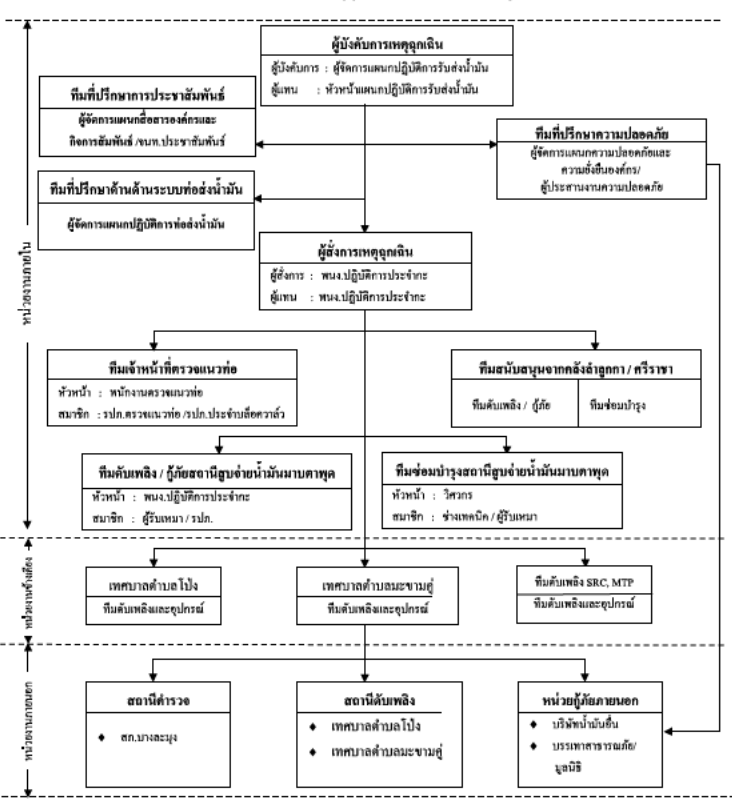 ผู้บังคับการเหตุฉุกเฉิน
ผู้บังคับการ : ผู้จัดการแผนกปฏิบัติการรับส่งน้ำมัน
ผู้แทน : หัวหน้าแผนกปฏิบัติการรับส่งน้ำมัน
ทีมที่ปรึกษาการประชาสัมพันธ์
ผู้จัดการแผนกสื่อสารองค์กรและ
กิจการสัมพันธ์ /จนท.ประชาสัมพันธ์
ทีมที่ปรึกษาความปลอดภัย
ผู้จัดการแผนกความปลอดภัยและ
ความยั่งยืนองค์กร/
ผู้ประสานงานความปลอดภัย
ทีมที่ปรึกษาด้านด้านระบบท่อส่งน้ำมัน
ผู้จัดการแผนกปฏิบัติการท่อส่งน้ำมัน
หน่วยงานภายใน
ผู้สั่งการเหตุฉุกเฉิน
ผู้สั่งการ : พนง.ปฏิบัติการประจำกะ
ผู้แทน : พนง.ปฏิบัติการประจำกะ
ทีมเจ้าหน้าที่ตรวจแนวท่อ
หัวหน้า : พนักงานตรวจแนวท่อ
สมาชิก : รปภ.ตรวจแนวท่อ /รปภ.ประจำบล็อควาล์ว
ทีมสนับสนุนจากคลังลำลูกกา / ศรีราชา
ทีมดับเพลิง / กู้ภัย
ทีมซ่อมบำรุง
ทีมดับเพลิง / กู้ภัยสถานีสูบจ่ายน้ำมันมาบตาพุด
หัวหน้า : พนง.ปฏิบัติการประจำกะ
สมาชิก : ผู้รับเหมา / รปภ.
ทีมซ่อมบำรุงสถานีสูบจ่ายน้ำมันมาบตาพุด
หัวหน้า : วิศวกร
สมาชิก : ช่างเทคนิค / ผู้รับเหมา
หน่วยงานข้างเคียง
เทศบาลตำบลโป่ง
ทีมดับเพลิงและอุปกรณ์
เทศบาลตำบลมะขามคู่
ทีมดับเพลิงและอุปกรณ์
ทีมดับเพลิง SRC, MTP
ทีมดับเพลิงและอุปกรณ์
หน่วยงานภายนอก
สถานีตำรวจ
♦ สภ.บางละมุง
สถานีดับเพลิง
♦ เทศบาลตำบลโป่ง
♦ เทศบาลตำบลมะขามคู่
หน่วยกู้ภัยภายนอก
♦ บริษัทน้ำมันอื่น
♦ บรรเทาสาธารณภัย/
มูลนิธิ